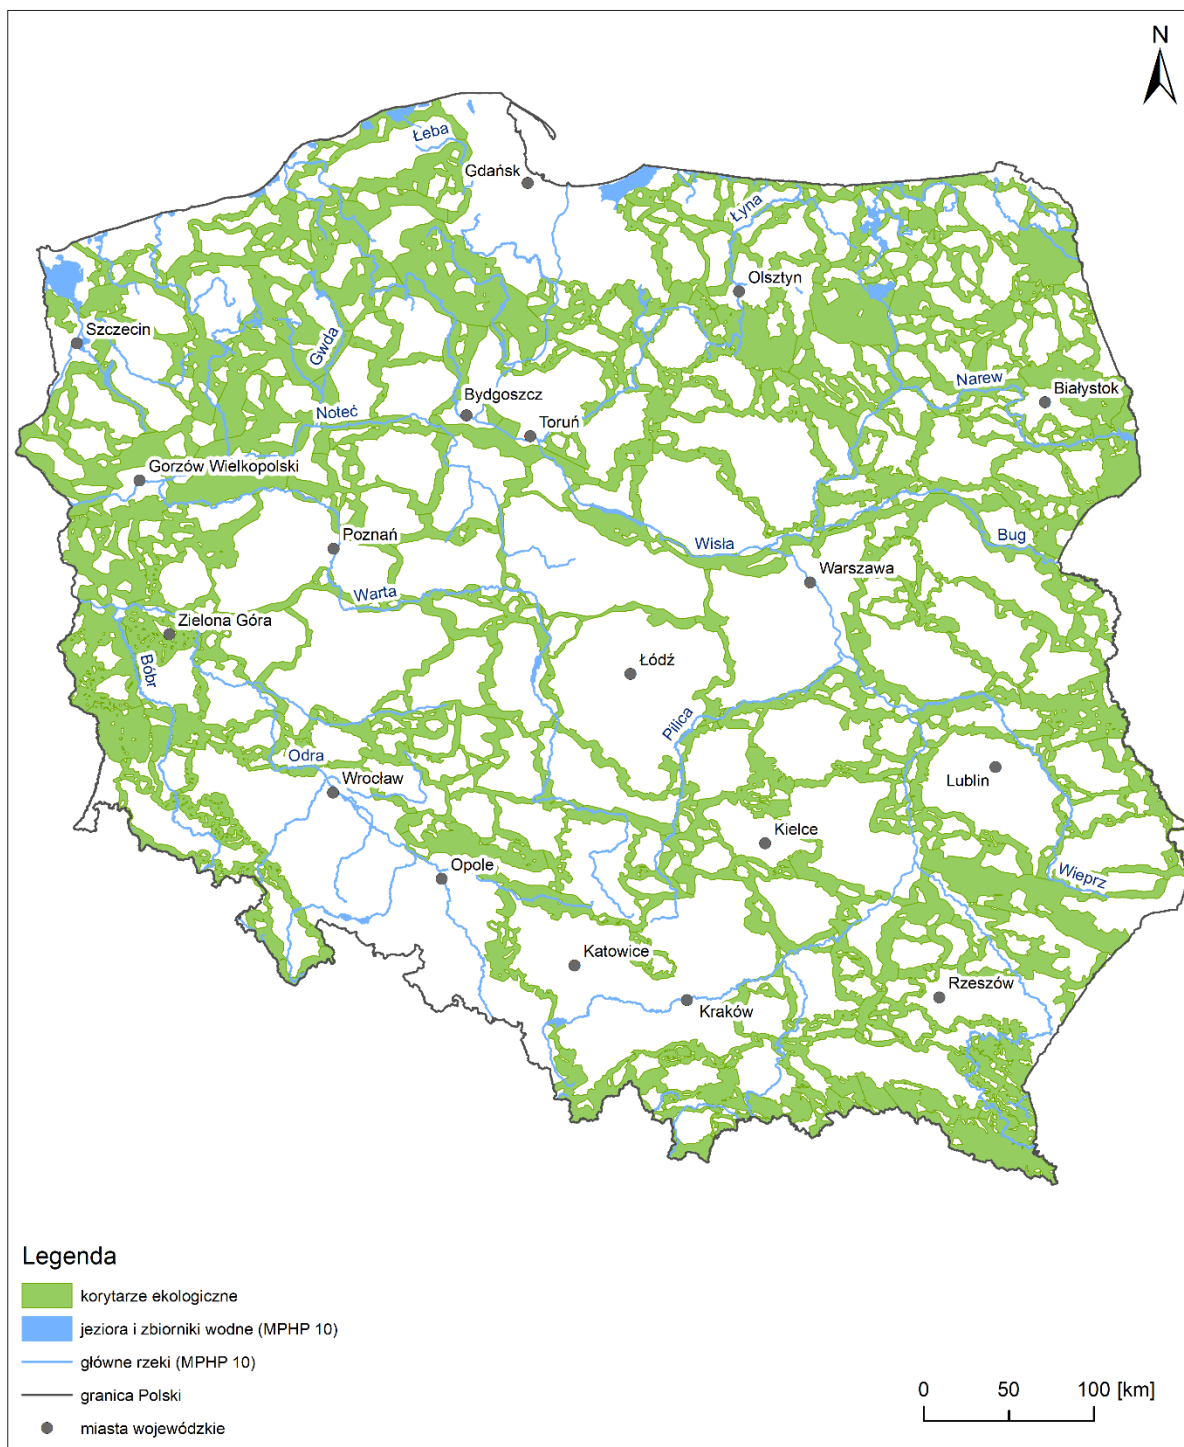 N
Łeba
Gdańsk
Łyna
Olsztyn
Szczecin
Gwda
Narew
Białystok
Bydgoszcz
Noteć
Toruń
Gorzów Wielkopolski
Poznań
Wisła
Bug
Warszawa
Warta
Zielona Góra
Bóbr
Łódź
Pilica
Odra
Wrocław
Lublin
Kielce
Opole
Wieprz
Katowice
Rzeszów
Kraków
Legenda
korytarze ekologiczne
jeziora i zbiorniki wodne (MPHP 10)
główne rzeki (MPHP 10)
granica Polski
miasta wojewódzkie
0 50 100 [km]